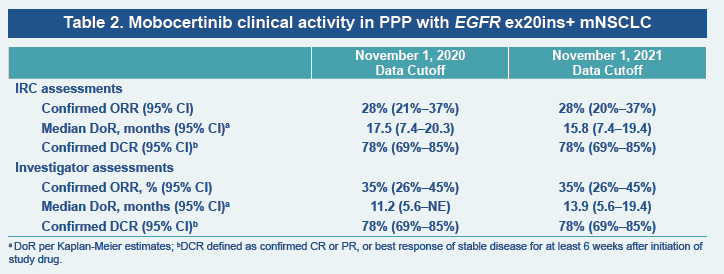 Table 2. Mobocertinib clinical activity in PPP with EGFR ex20ins+ mNSCLC
November 1, 2020 Data Cutoff November 1, 2021 Data Cutoff
IRC assessments
Confirmed ORR (95% CI) 28% (21%–37%) 28% (20%–37%)
Median DoR, months (95% CI)ᵃ 17.5 (7.4–20.3) 15.8 (7.4–19.4)
Confirmed DCR (95% CI)ᵇ 78% (69%–85%) 78% (69%–85%)
Investigator assessments
Confirmed ORR, % (95% CI) 35% (26%–45%) 35% (26%–45%)
Median DoR, months (95% CI)ᵃ 11.2 (5.6–NE) 13.9 (5.6–19.4)
Confirmed DCR (95% CI)ᵇ 78% (69%–85%) 78% (69%–85%)
ᵃ DoR per Kaplan-Meier estimates; ᵇDCR defined as confirmed CR or PR, or best response of stable disease for at least 6 weeks after initiation of
study drug.